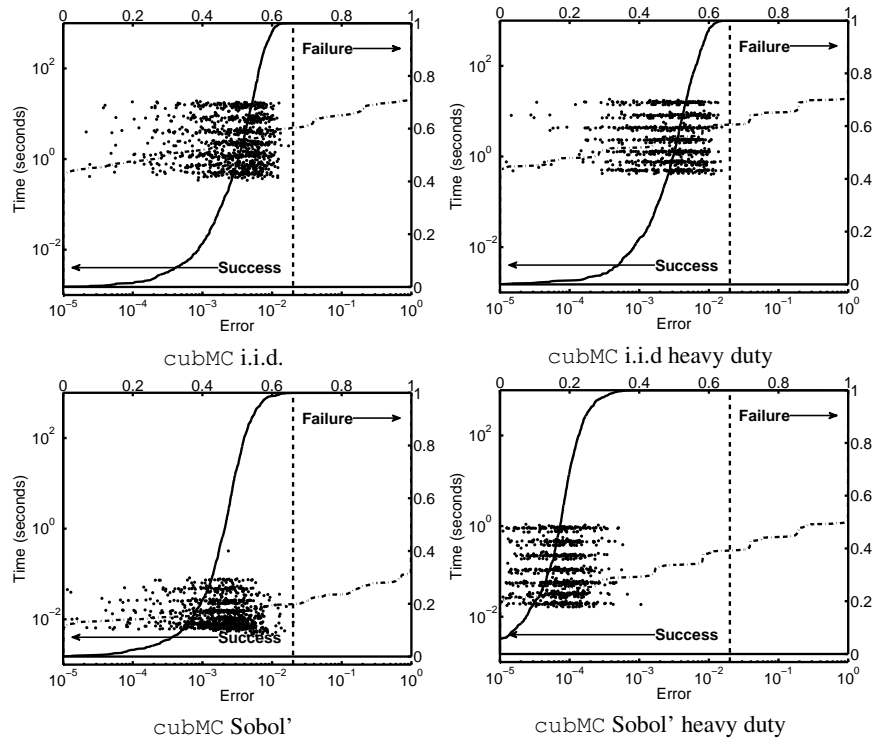 0 0.2 0.4 0.6 0.8 1
Time (seconds)
10^2
10^0
10^−2
Failure
Success
1
0.8
0.6
0.4
0.2
0
10^−5 10^−4 10^−3 10^−2 10^−1 10^0
Error
cubMC i.i.d.
0 0.2 0.4 0.6 0.8 1
Time (seconds)
10^2
10^0
10^−2
Failure
Success
1
0.8
0.6
0.4
0.2
0
10^−5 10^−4 10^−3 10^−2 10^−1 10^0
Error
cubMC i.i.d heavy duty
0 0.2 0.4 0.6 0.8 1
Time (seconds)
10^2
10^0
10^−2
Failure
Success
1
0.8
0.6
0.4
0.2
0
10^−5 10^−4 10^−3 10^−2 10^−1 10^0
Error
cubMC Sobol’
0 0.2 0.4 0.6 0.8 1
Time (seconds)
10^2
10^0
10^−2
Failure
Success
1
0.8
0.6
0.4
0.2
0
10^−5 10^−4 10^−3 10^−2 10^−1 10^0
Error
cubMC Sobol’ heavy duty